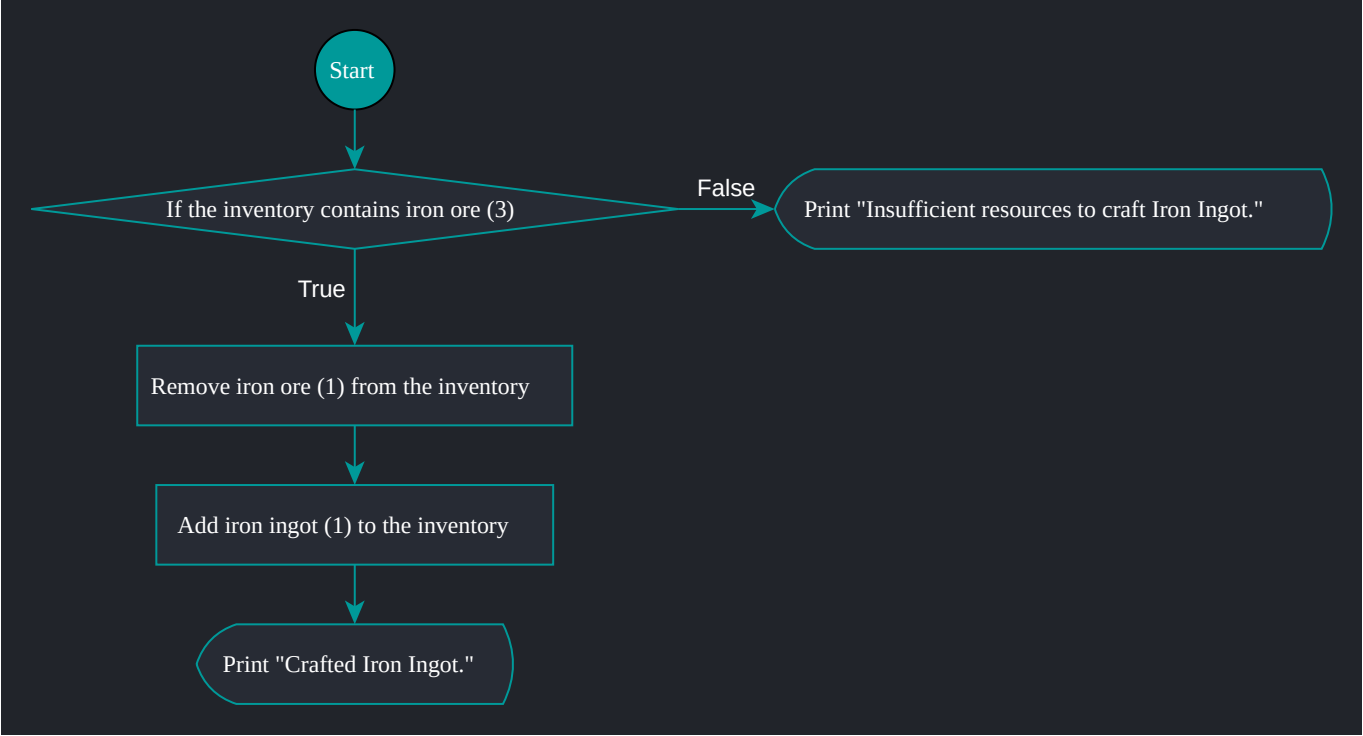 Start
If the inventory contains iron ore (3)
False
Print "Insufficient resources to craft Iron Ingot."
True
Remove iron ore (1) from the inventory
Add iron ingot (1) to the inventory
Print "Crafted Iron Ingot."